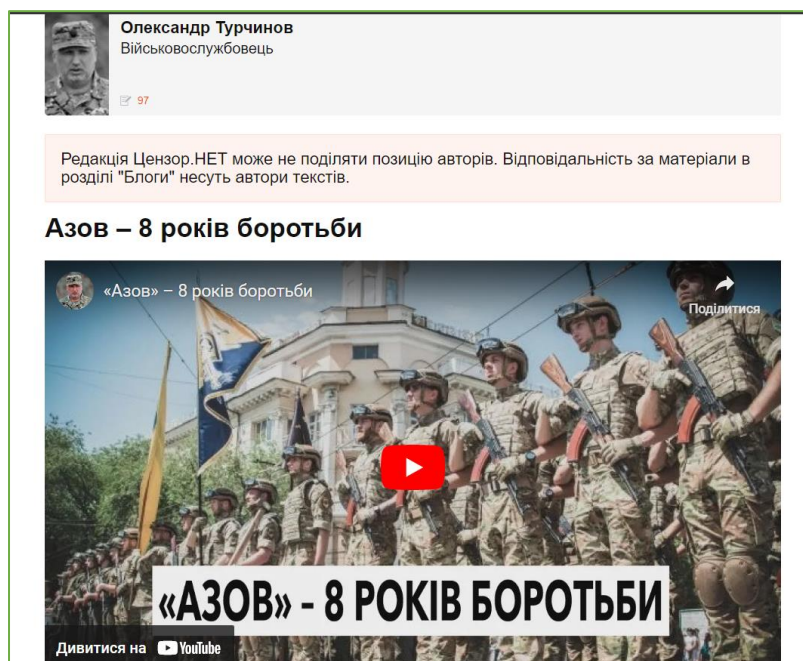 Олександр Турчинов
Військовослужбовець
97
Редакція Цензор.НЕТ може не поділяти позицію авторів. Відповідальність за матеріали в
розділі "Блоги" несуть автори текстів.
Азов – 8 років боротьби
«Азов» – 8 років боротьби
Поділитися
«АЗОВ» - 8 РОКІВ БОРОТЬБИ
Дивитися на YouTube